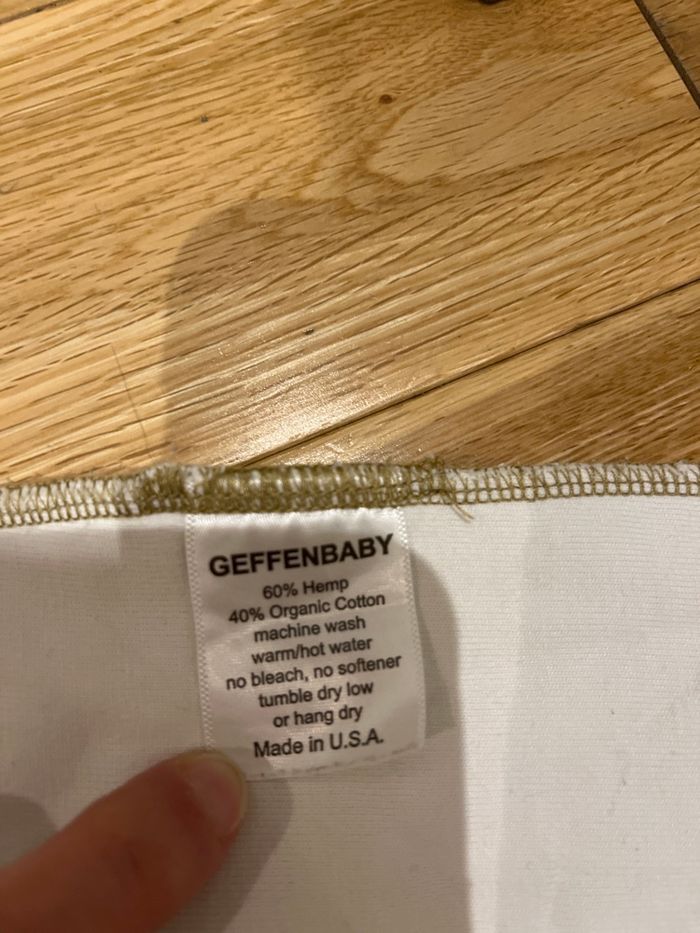 GEFFENBABY
60% Hemp
40% Organic Cotton
machine wash
warm/hot water
no bleach, no softener
tumble dry low
or hang dry
Made in U.S.A.